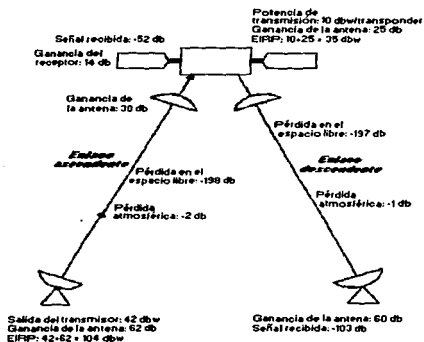 Señal recibida: -52 db
Ganancia del
receptor: 14 db
Potencia de
transmisión: 10 dbw/transponder
Ganancia de la antena: 25 db
EIRP: 10+25 = 35 dbw
Ganancia de
la antena: 30 db
Pérdida en el
espacio libre: -197 db
Enlace
ascendente
Pérdida en el
espacio libre: -198 db
Enlace
descendente
Pérdida
atmosférica: -2 db
Pérdida
atmosférica: -1 db
Salida del transmisor: 42 dbw
Ganancia de la antena: 62 db
EIRP: 42+62 = 104 dbw
Ganancia de la antena: 60 db
Señal recibida: -103 db